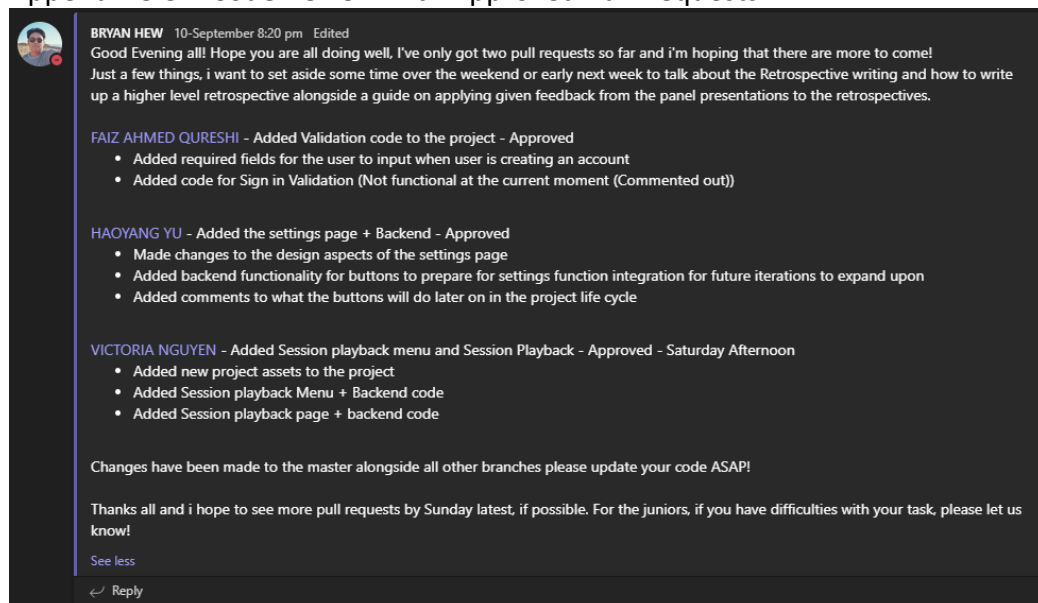 BRYAN HEW 10-September 8:20 pm Edited
Good Evening all! Hope you are all doing well, I've only got two pull requests so far and i'm hoping that there are more to come!
Just a few things, i want to set aside some time over the weekend or early next week to talk about the Retrospective writing and how to write
up a higher level retrospective alongside a guide on applying given feedback from the panel presentations to the retrospectives.
FAIZ AHMED QURESHI - Added Validation code to the project - Approved
• Added required fields for the user to input when user is creating an account
• Added code for Sign in Validation (Not functional at the current moment (Commented out))
HAOYANG YU - Added the settings page + Backend - Approved
• Made changes to the design aspects of the settings page
• Added backend functionality for buttons to prepare for settings function integration for future iterations to expand upon
• Added comments to what the buttons will do later on in the project life cycle
VICTORIA NGUYEN - Added Session playback menu and Session Playback - Approved - Saturday Afternoon
• Added new project assets to the project
• Added Session playback Menu + Backend code
• Added Session playback page + backend code
Changes have been made to the master alongside all other branches please update your code ASAP!
Thanks all and i hope to see more pull requests by Sunday latest, if possible. For the juniors, if you have difficulties with your task, please let us
know!
See less
Reply